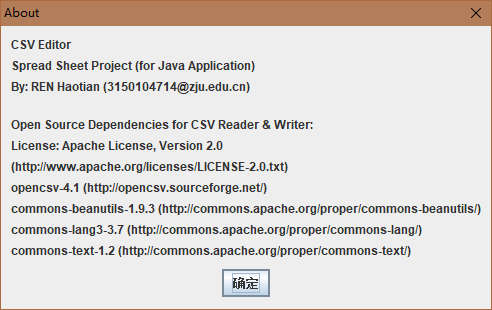 About
CSV Editor
Spread Sheet Project (for Java Application)
By: REN Haotian (3150104714@zju.edu.cn)
Open Source Dependencies for CSV Reader & Writer:
License: Apache License, Version 2.0
(http://www.apache.org/licenses/LICENSE-2.0.txt)
opencsv-4.1 (http://opencsv.sourceforge.net/)
commons-beanutils-1.9.3 (http://commons.apache.org/proper/commons-beanutils/)
commons-lang3-3.7 (http://commons.apache.org/proper/commons-lang/)
commons-text-1.2 (http://commons.apache.org/proper/commons-text/)
确定